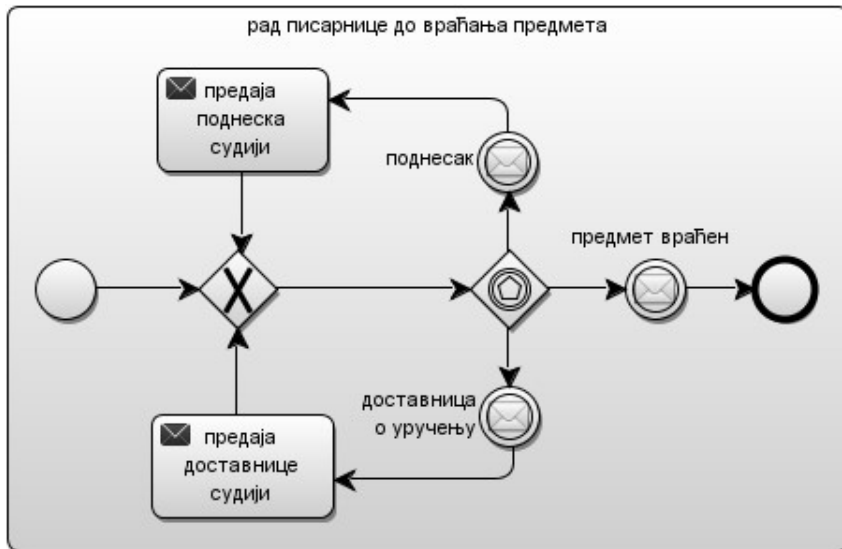 рад писарнице до враћања предмета
предаја
поднеска
судији
поднесак
предмет враћен
доставница
о уручењу
предаја
доставнице
судији